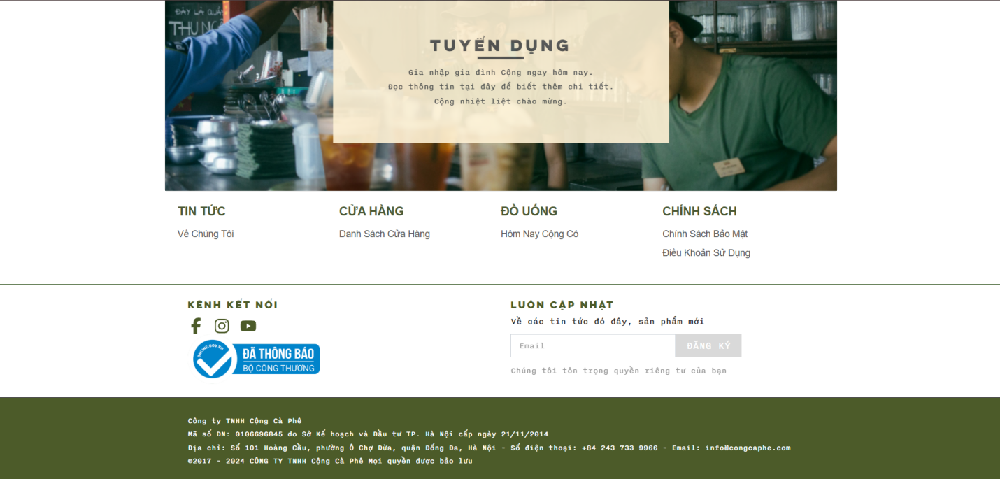 ĐÂY LÀ QUẦY
THU NG
TUYỂN DỤNG
Gia nhập gia đình Cộng ngay hôm nay.
Đọc thông tin tại đây để biết thêm chi tiết.
Cộng nhiệt liệt chào mừng.
TIN TỨC
CỬA HÀNG
ĐỒ UỐNG
CHÍNH SÁCH
Về Chúng Tôi
Danh Sách Cửa Hàng
Hôm Nay Cộng Có
Chính Sách Bảo Mật
Điều Khoản Sử Dụng
KÊNH KẾT NỐI
LUÔN CẬP NHẬT
Về các tin tức đó đây, sản phẩm mới
Email
ĐĂNG KÝ
ONLINE.GOV.VN
ĐÃ THÔNG BÁO
BỘ CÔNG THƯƠNG
Chúng tôi tôn trọng quyền riêng tư của bạn
Công ty TNHH Cộng Cà Phê
Mã số DN: 0106696845 do Sở Kế hoạch và Đầu tư TP. Hà Nội cấp ngày 21/11/2014
Địa chỉ: Số 101 Hoàng Cầu, phường Ô Chợ Dừa, quận Đống Đa, Hà Nội - Số điện thoại: +84 243 733 9966 - Email: info@congcaphe.com
©2017 - 2024 CÔNG TY TNHH Cộng Cà Phê Mọi quyền được bảo lưu